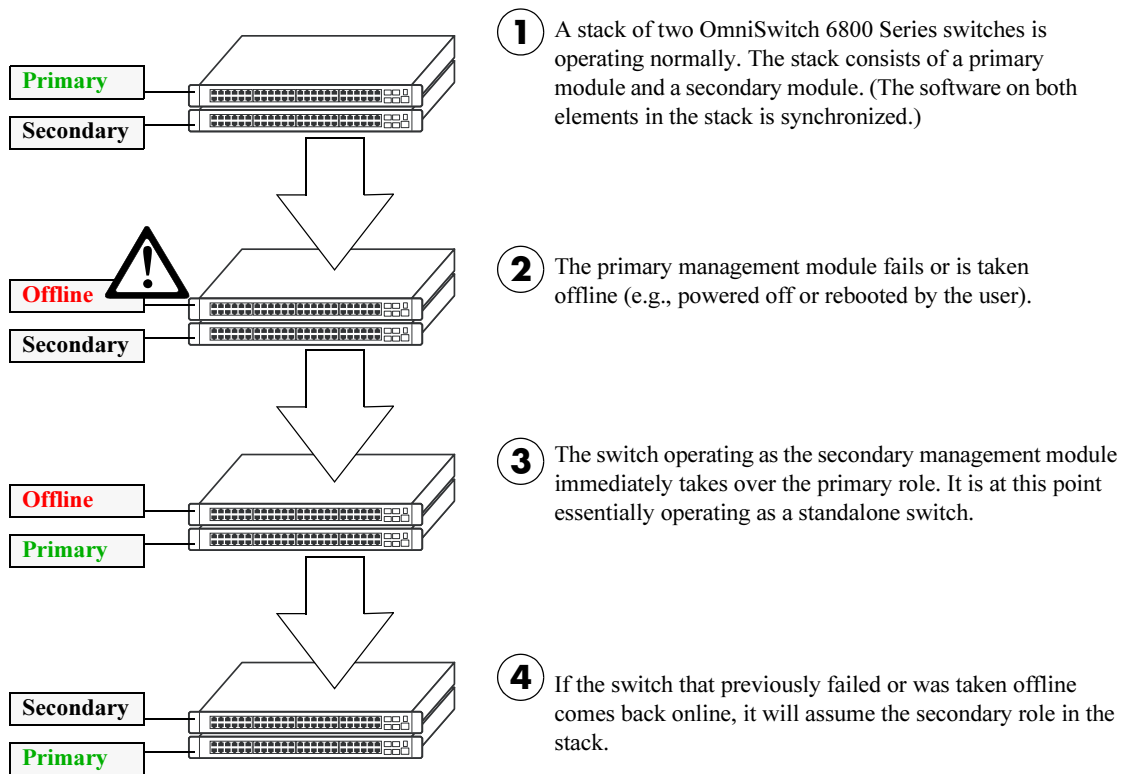 Primary
Secondary
1
A stack of two OmniSwitch 6800 Series switches is
operating normally. The stack consists of a primary
module and a secondary module. (The software on both
elements in the stack is synchronized.)
Offline
Secondary
2
The primary management module fails or is taken
offline (e.g., powered off or rebooted by the user).
Offline
Primary
3
The switch operating as the secondary management module
immediately takes over the primary role. It is at this point
essentially operating as a standalone switch.
Secondary
Primary
4
If the switch that previously failed or was taken offline
comes back online, it will assume the secondary role in the
stack.